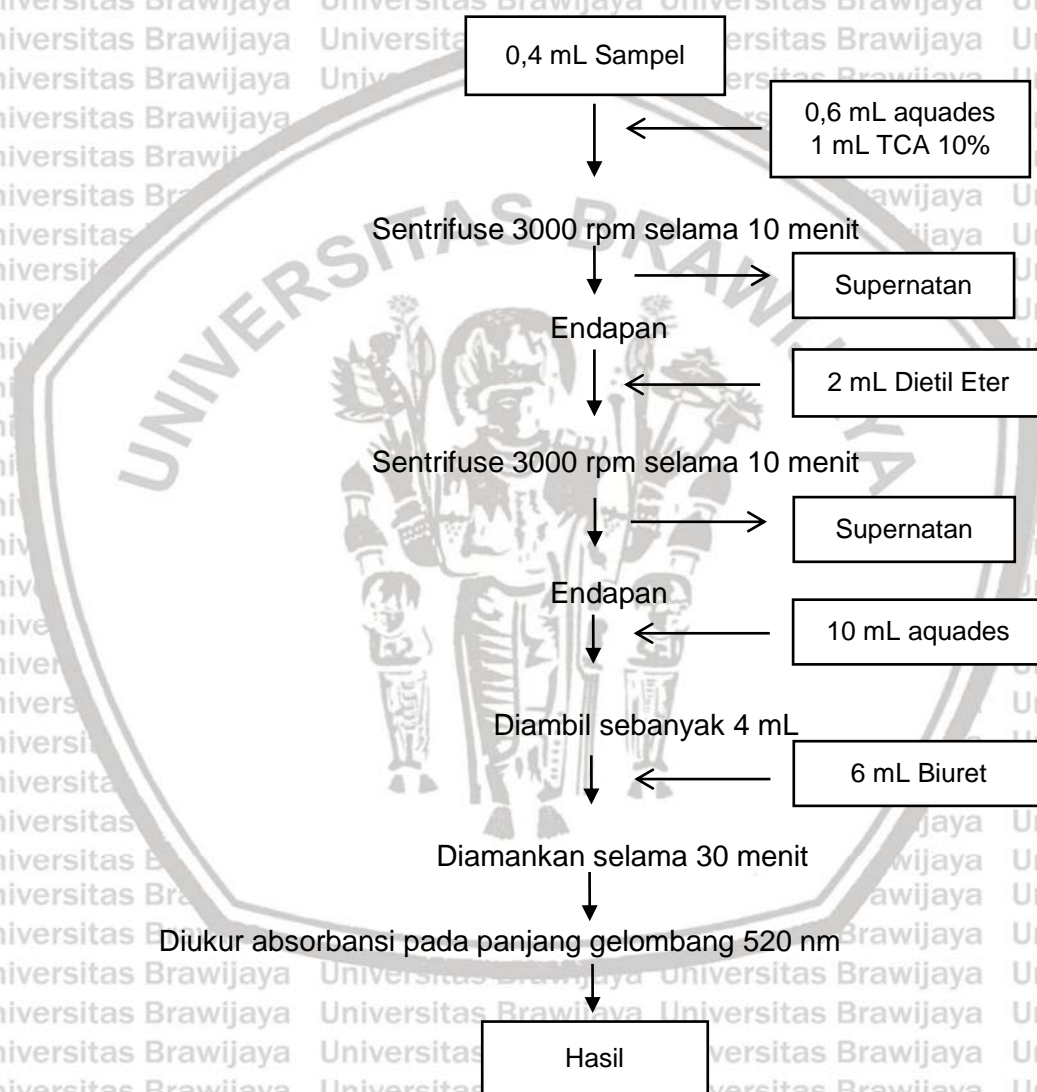 0,4 mL Sampel
0,6 mL aquades
1 mL TCA 10%
Sentrifuse 3000 rpm selama 10 menit
Supernatan
Endapan
2 mL Dietil Eter
Sentrifuse 3000 rpm selama 10 menit
Supernatan
Endapan
10 mL aquades
Diambil sebanyak 4 mL
6 mL Biuret
Diamankan selama 30 menit
Diukur absorbansi pada panjang gelombang 520 nm
Hasil
UNIVERSITAS BRAWIJAYA